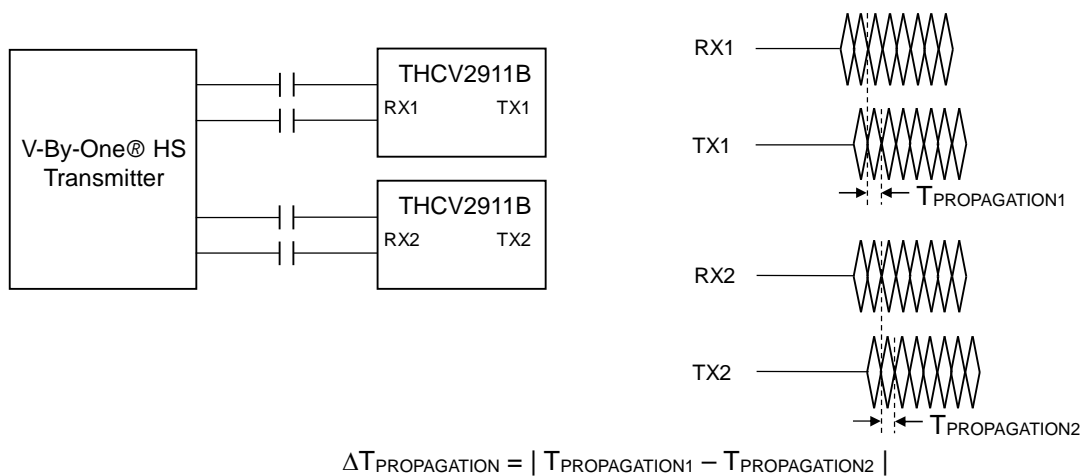 V-By-One® HS
Transmitter
THCV2911B
RX1 TX1
THCV2911B
RX2 TX2
RX1
TX1
TPROPAGATION1
RX2
TX2
TPROPAGATION2
ΔTPROPAGATION = | TPROPAGATION1 – TPROPAGATION2 |